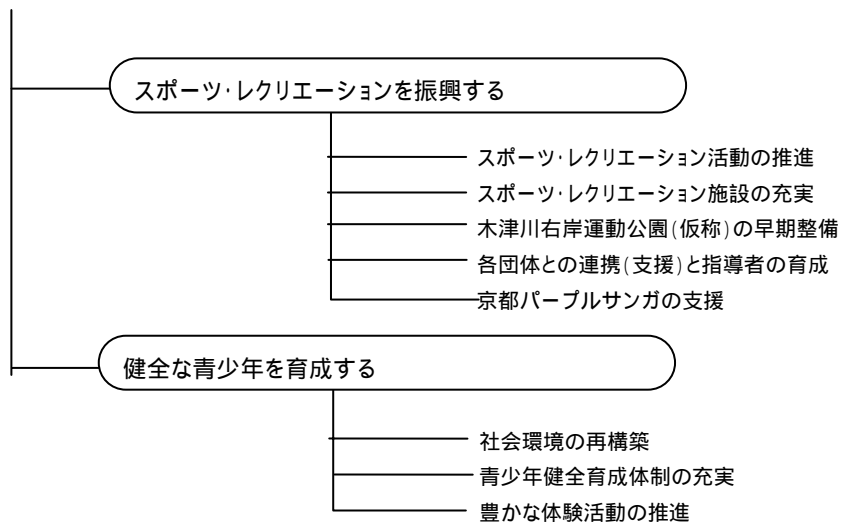 スポーツ・レクリエーションを振興する
スポーツ・レクリエーション活動の推進
スポーツ・レクリエーション施設の充実
木津川右岸運動公園(仮称)の早期整備
各団体との連携(支援)と指導者の育成
京都パープルサンガの支援
健全な青少年を育成する
社会環境の再構築
青少年健全育成体制の充実
豊かな体験活動の推進